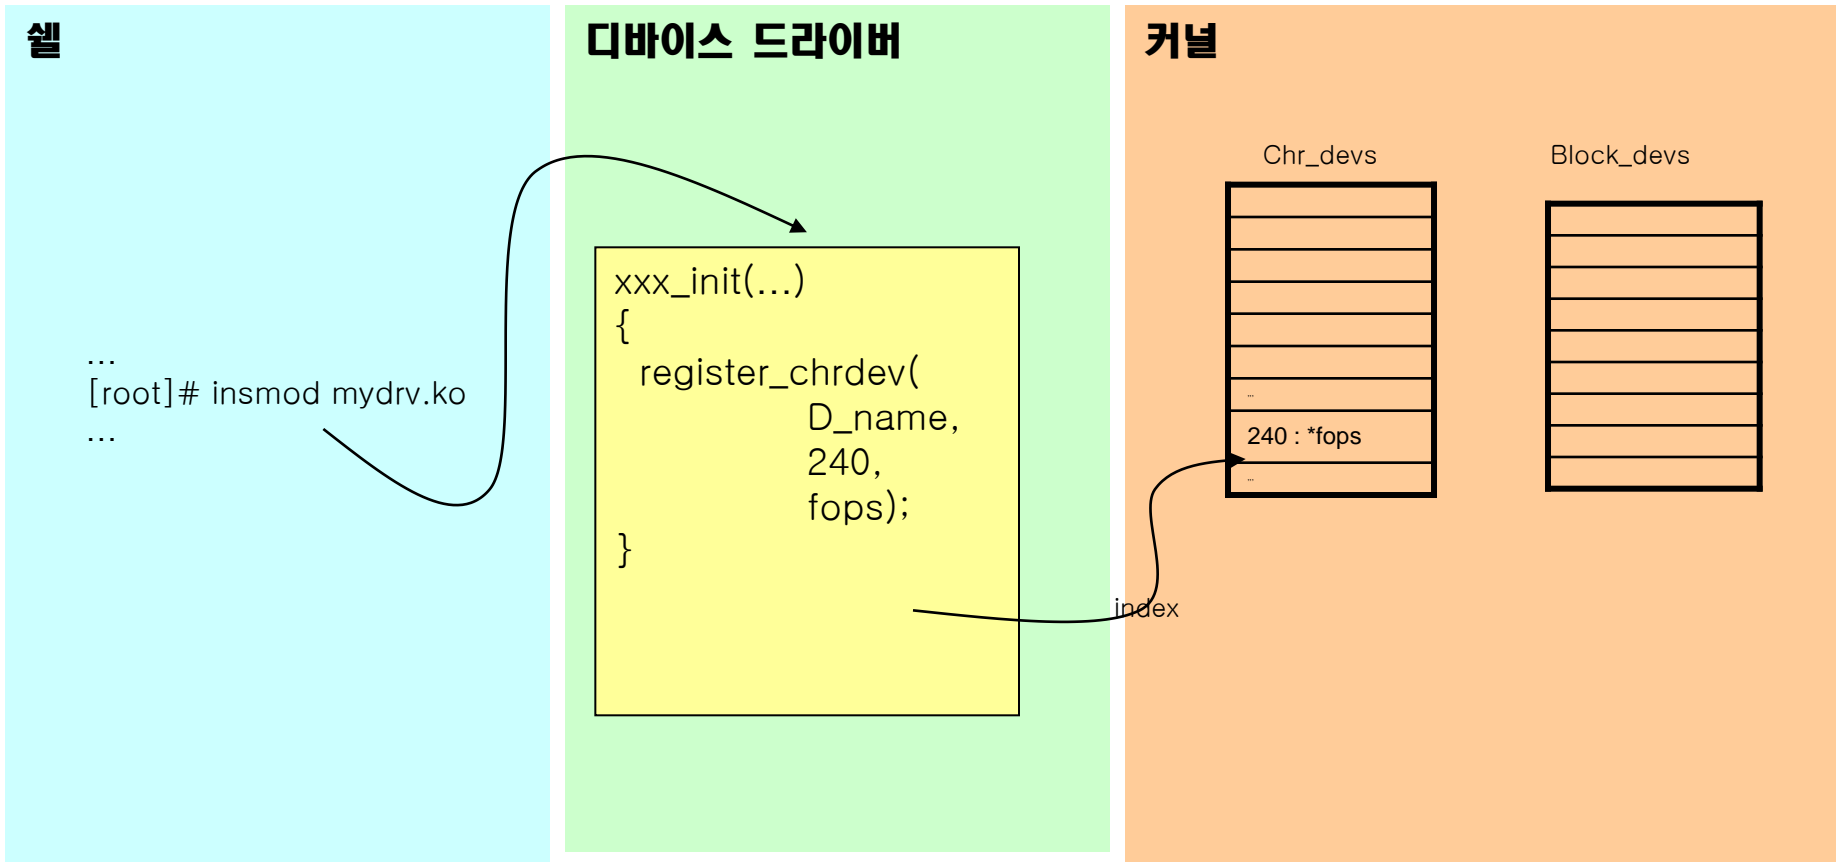 쉘
...
[root]# insmod mydrv.ko
...
디바이스 드라이버
xxx_init(...)
{
register_chrdev(
D_name,
240,
fops);
}
index
커널
Chr_devs
...
240 : *fops
...
Block_devs